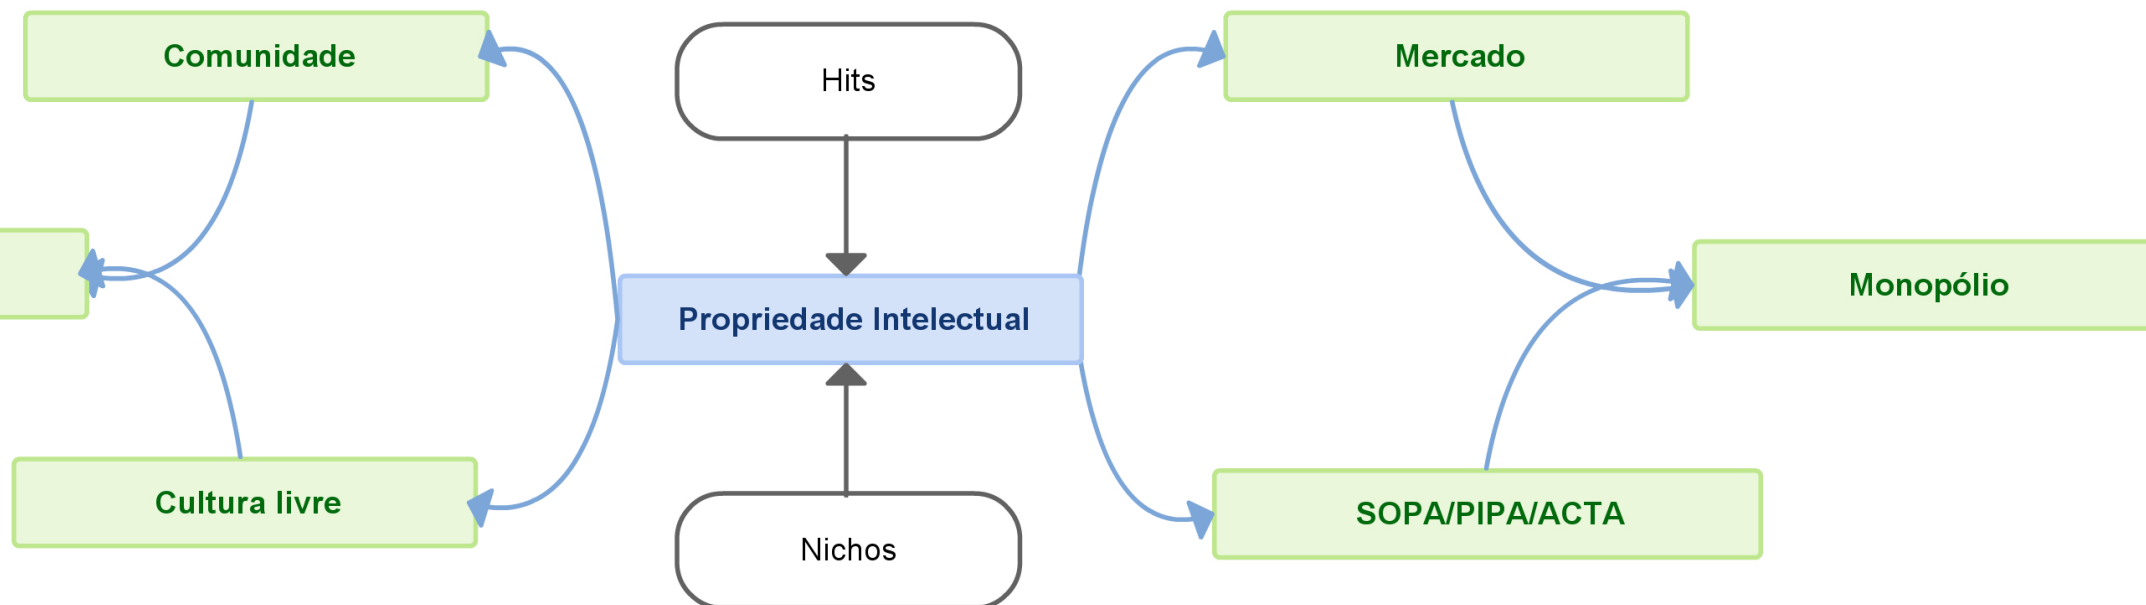 Comunidade
Hits
Mercado
Propriedade Intelectual
Monopólio
Cultura livre
SOPA/PIPA/ACTA
Nichos